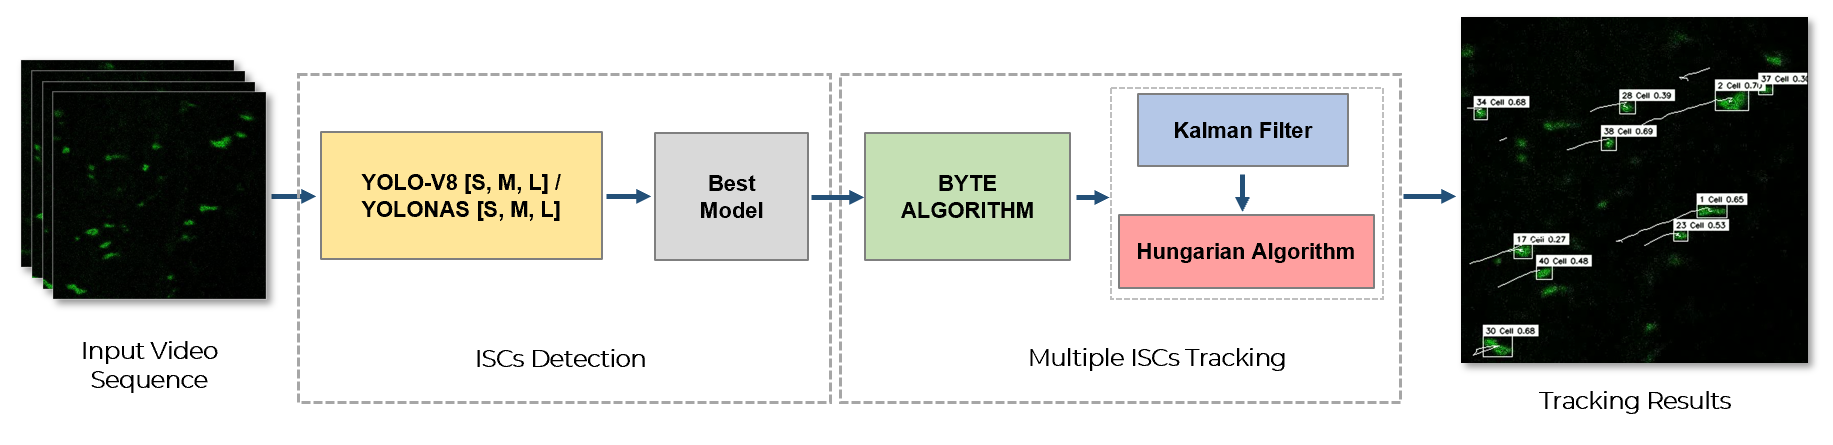 Input Video
Sequence
YOLO-V8 [S, M, L] /
YOLONAS [S, M, L]
Best
Model
ISCs Detection
BYTE
ALGORITHM
Kalman Filter
Hungarian Algorithm
Multiple ISCs Tracking
37 Cell 0.30
2 Cell 0.70
28 Cell 0.39
34 Cell 0.68
38 Cell 0.69
1 Cell 0.65
23 Cell 0.53
17 Cell 0.27
40 Cell 0.48
30 Cell 0.68
Tracking Results